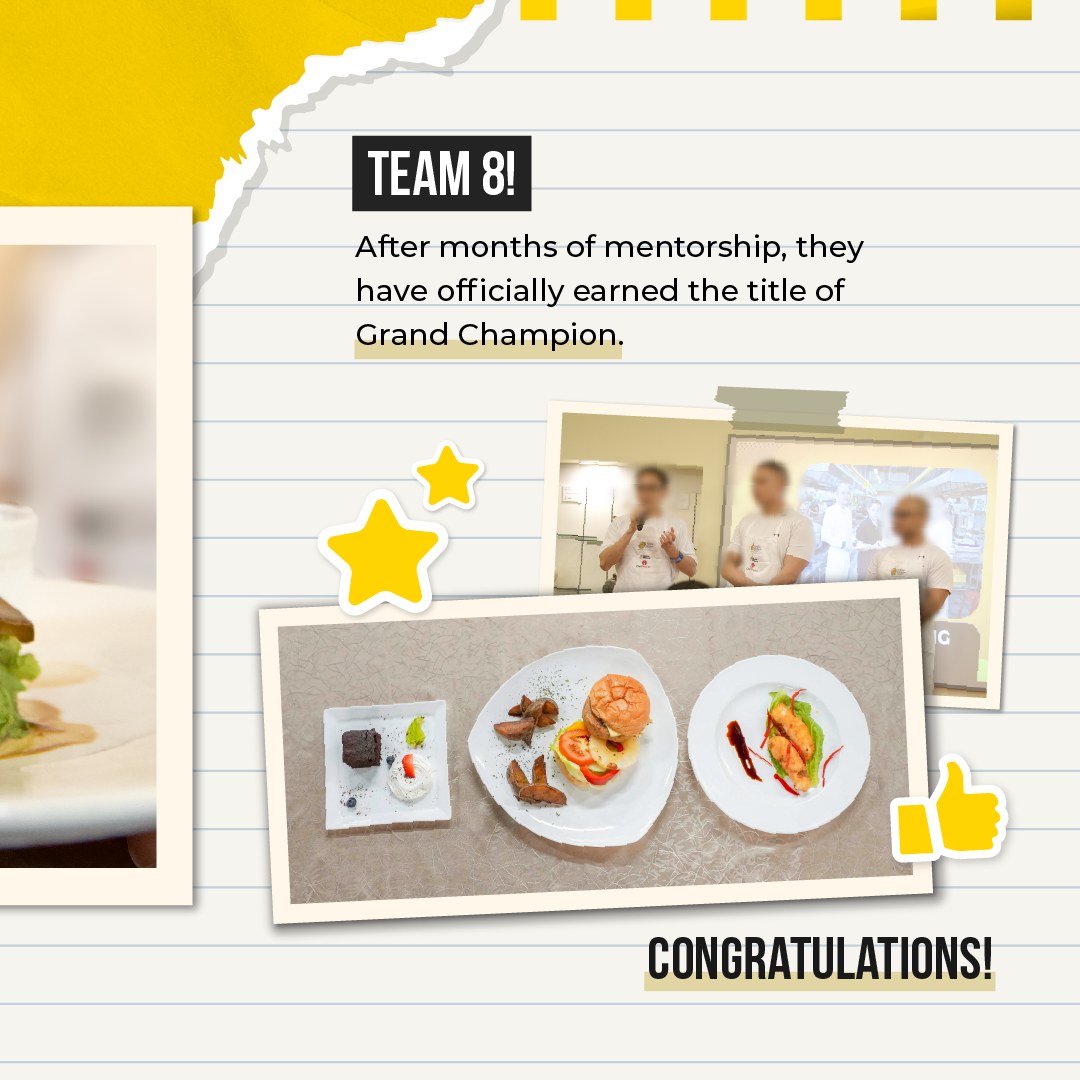 TEAM 8!
After months of mentorship, they
have officially earned the title of
Grand Champion.
CONGRATULATIONS!